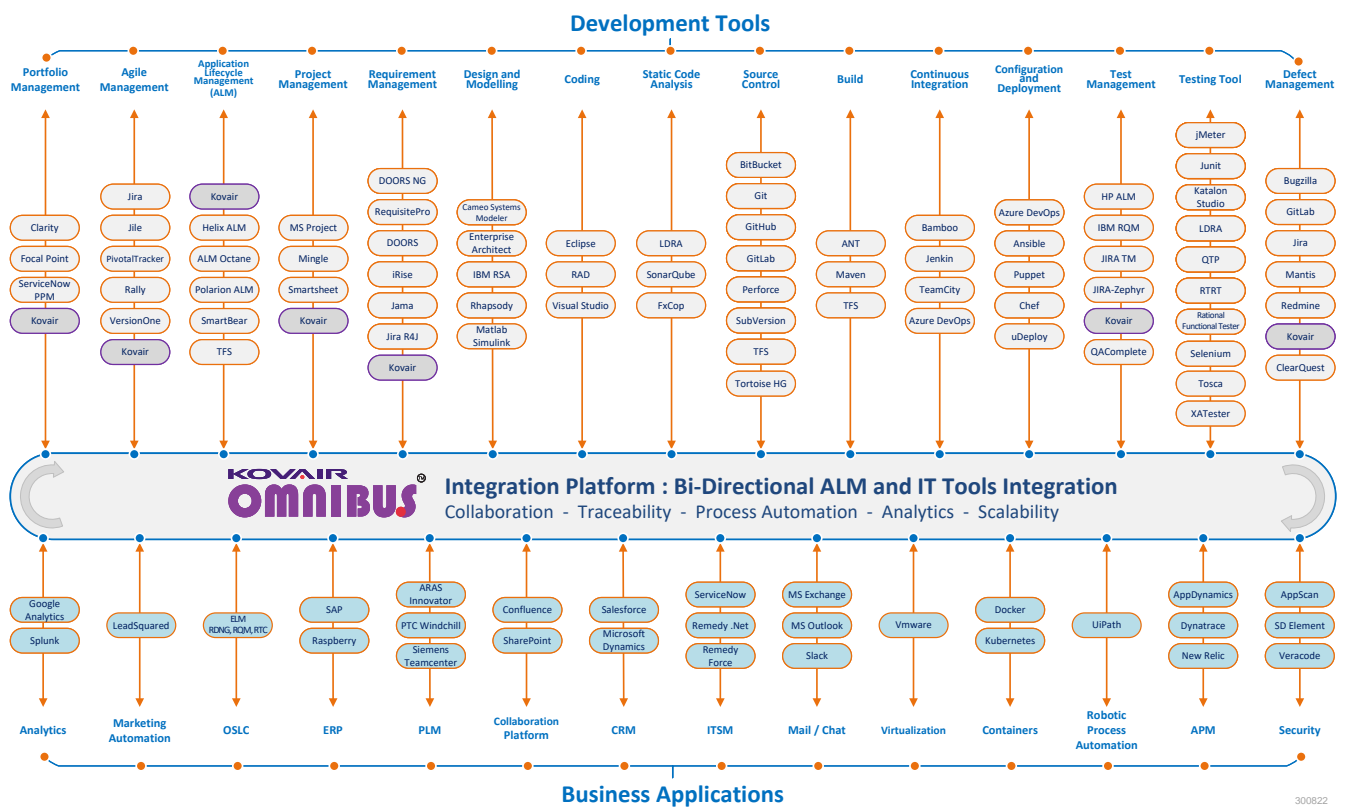 Development Tools
Portfolio
Management
Agile
Management
Application
Lifecycle
Management
(ALM)
Project
Management
Requirement
Management
Design and
Modelling
Coding
Static Code
Analysis
Source
Control
Build
Continuous
Integration
Configuration
and
Deployment
Test
Management
Testing Tool
Defect
Management
Clarity
Focal Point
ServiceNow
PPM
Kovair
Jira
Jile
PivotalTracker
Rally
VersionOne
Kovair
Kovair
Helix ALM
ALM Octane
Polarion ALM
SmartBear
TFS
MS Project
Mingle
Smartsheet
Kovair
DOORS NG
RequisitePro
DOORS
iRise
Jama
Jira R4J
Kovair
Cameo Systems
Modeler
Enterprise
Architect
IBM RSA
Rhapsody
Matlab
Simulink
Eclipse
RAD
Visual Studio
LDRA
SonarQube
FxCop
BitBucket
Git
GitHub
GitLab
Perforce
SubVersion
TFS
Tortoise HG
ANT
Maven
TFS
Bamboo
Jenkin
TeamCity
Azure DevOps
Azure DevOps
Ansible
Puppet
Chef
uDeploy
HP ALM
IBM RQM
JIRA TM
JIRA-Zephyr
Kovair
QAComplete
jMeter
Junit
Katalon
Studio
LDRA
QTP
RTRT
Rational
Functional Tester
Selenium
Tosca
XATester
Bugzilla
GitLab
Jira
Mantis
Redmine
Kovair
ClearQuest
KOVAIR
OMNIBUS
TM
Integration Platform : Bi-Directional ALM and IT Tools Integration
Collaboration - Traceability - Process Automation - Analytics - Scalability
Google
Analytics
Splunk
LeadSquared
ELM
RDNG, RQM, RTC
SAP
Raspberry
ARAS
Innovator
PTC Windchill
Siemens
Teamcenter
Confluence
SharePoint
Salesforce
Microsoft
Dynamics
ServiceNow
Remedy .Net
Remedy
Force
MS Exchange
MS Outlook
Slack
Vmware
Docker
Kubernetes
UiPath
AppDynamics
Dynatrace
New Relic
AppScan
SD Element
Veracode
Analytics
Marketing
Automation
OSLC
ERP
PLM
Collaboration
Platform
CRM
ITSM
Mail / Chat
Virtualization
Containers
Robotic
Process
Automation
APM
Security
Business Applications
300822